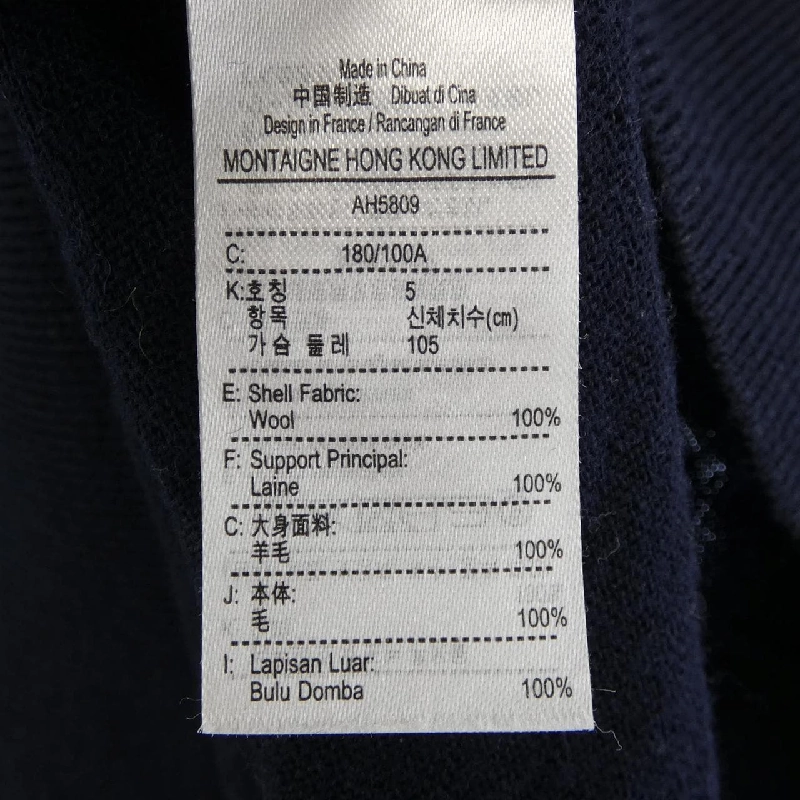 Made in China
中国制造 Dibuat di Cina
Design in France / Rancangan di France
MONTAIGNE HONG KONG LIMITED
AH5809
C: 180/100A
K:호칭 5
항목 신체치수(cm)
가슴 둘레 105
E: Shell Fabric:
Wool 100%
F: Support Principal:
Laine 100%
C: 大身面料:
羊毛 100%
J: 本体:
毛 100%
I: Lapisan Luar:
Bulu Domba 100%